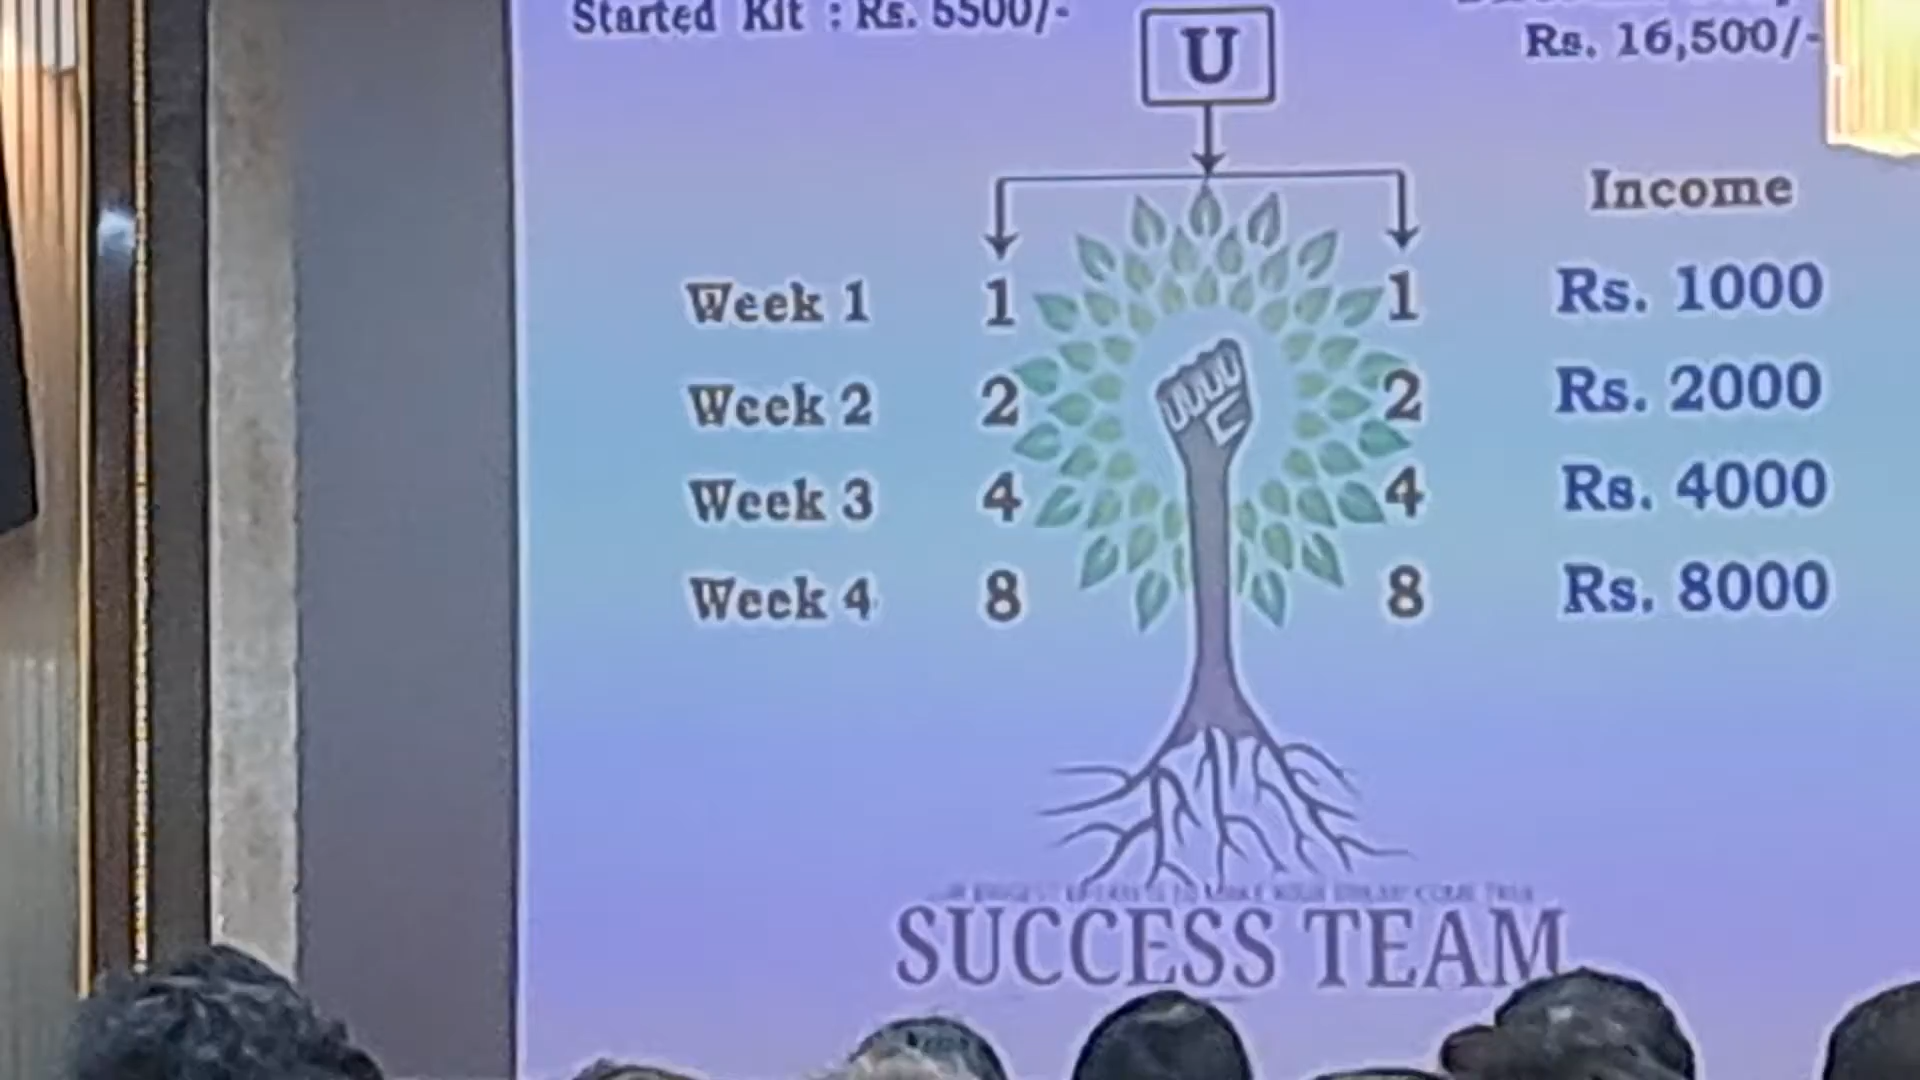 Started Kit : Rs. 5500/-
Rs. 16,500/-
U
Income
Week 1 1 1 Rs. 1000
Week 2 2 2 Rs. 2000
Week 3 4 4 Rs. 4000
Week 4 8 8 Rs. 8000
SUCCESS TEAM